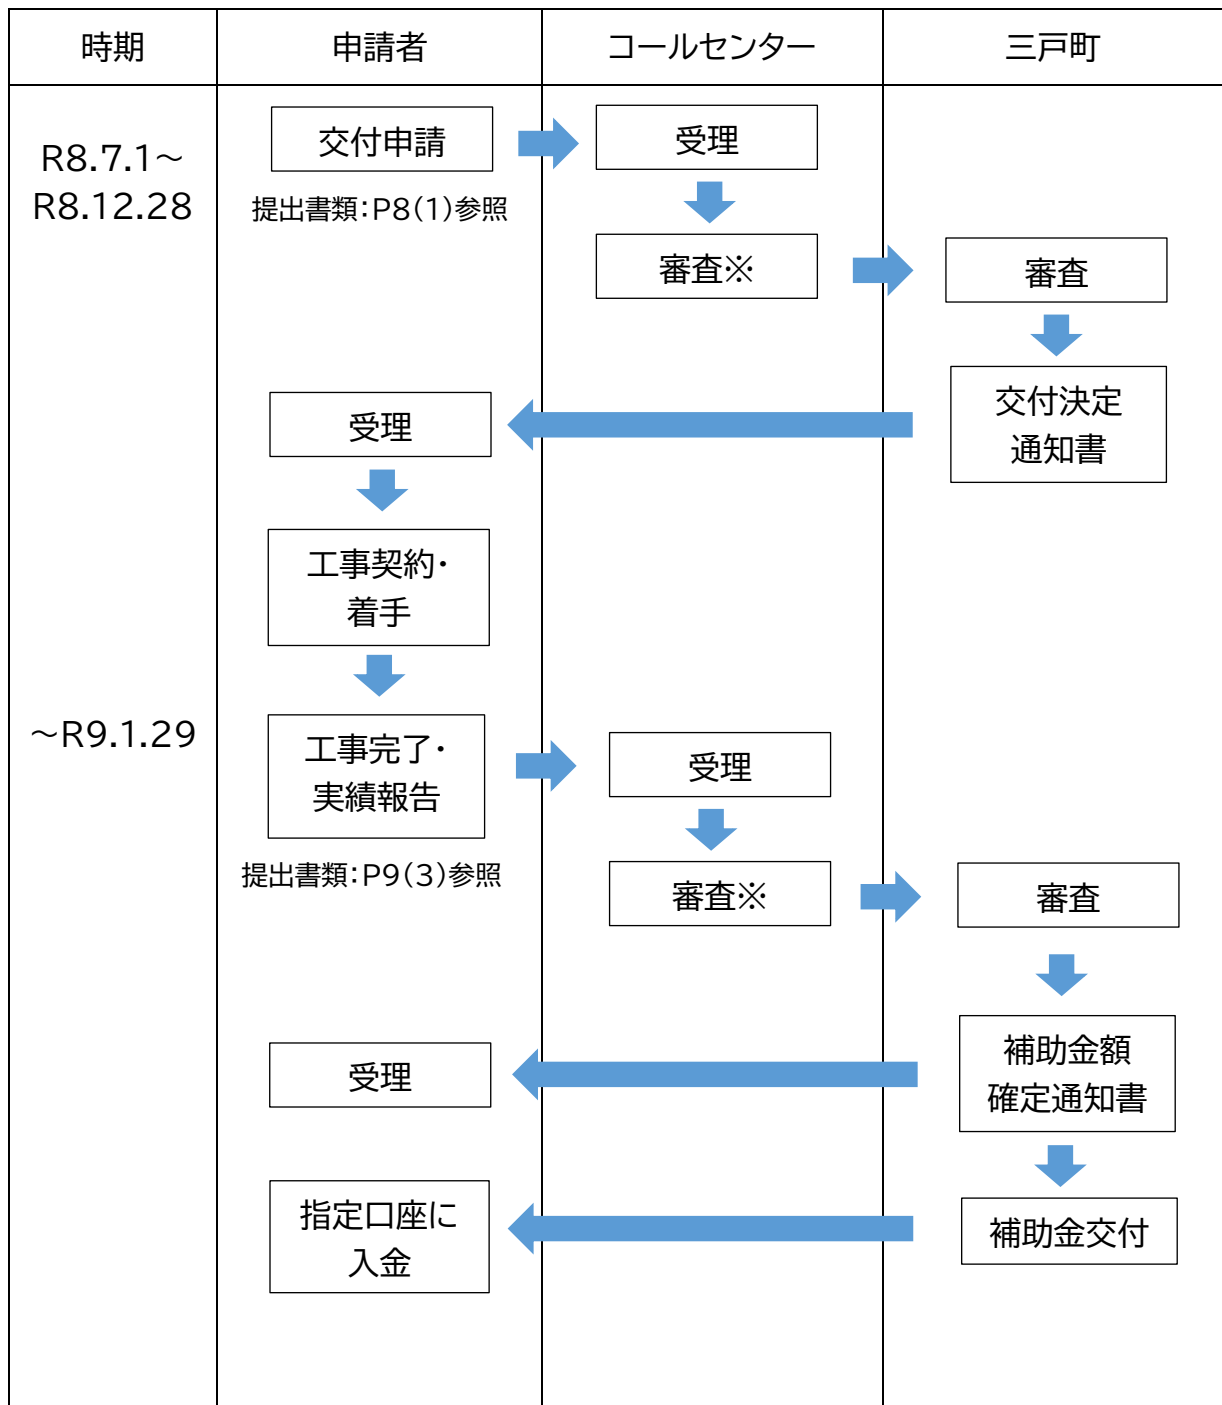 時期
申請者
コールセンター
三戸町
R8.7.1～
R8.12.28
交付申請
提出書類：P8(1)参照
受理
審査※
審査
交付決定
通知書
受理
工事契約・
着手
～R9.1.29
工事完了・
実績報告
提出書類：P9(3)参照
受理
審査※
審査
補助金額
確定通知書
受理
補助金交付
指定口座に
入金